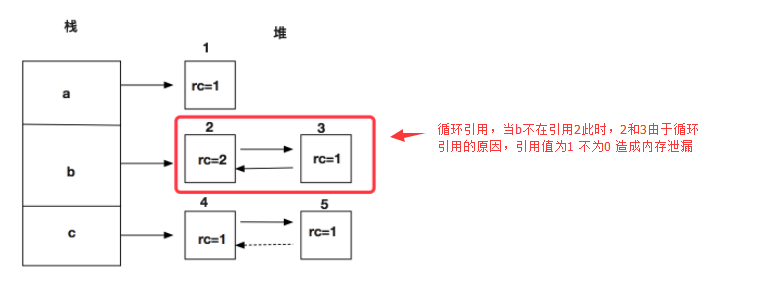 栈
堆
1
a
rc=1
2
3
循环引用，当b不在引用2此时，2和3由于循环
引用的原因，引用值为1 不为0 造成内存泄漏
b
rc=2
rc=1
4
5
c
rc=1
rc=1